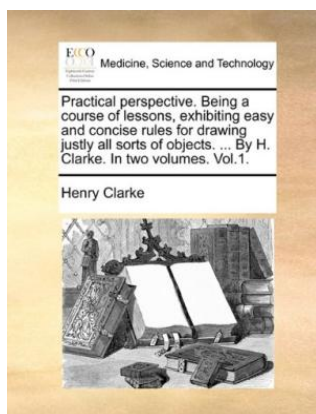 ECCO
Medicine, Science and Technology
Practical perspective. Being a
course of lessons, exhibiting easy
and concise rules for drawing
justly all sorts of objects. ... By H.
Clarke. In two volumes. Vol.1.
Henry Clarke